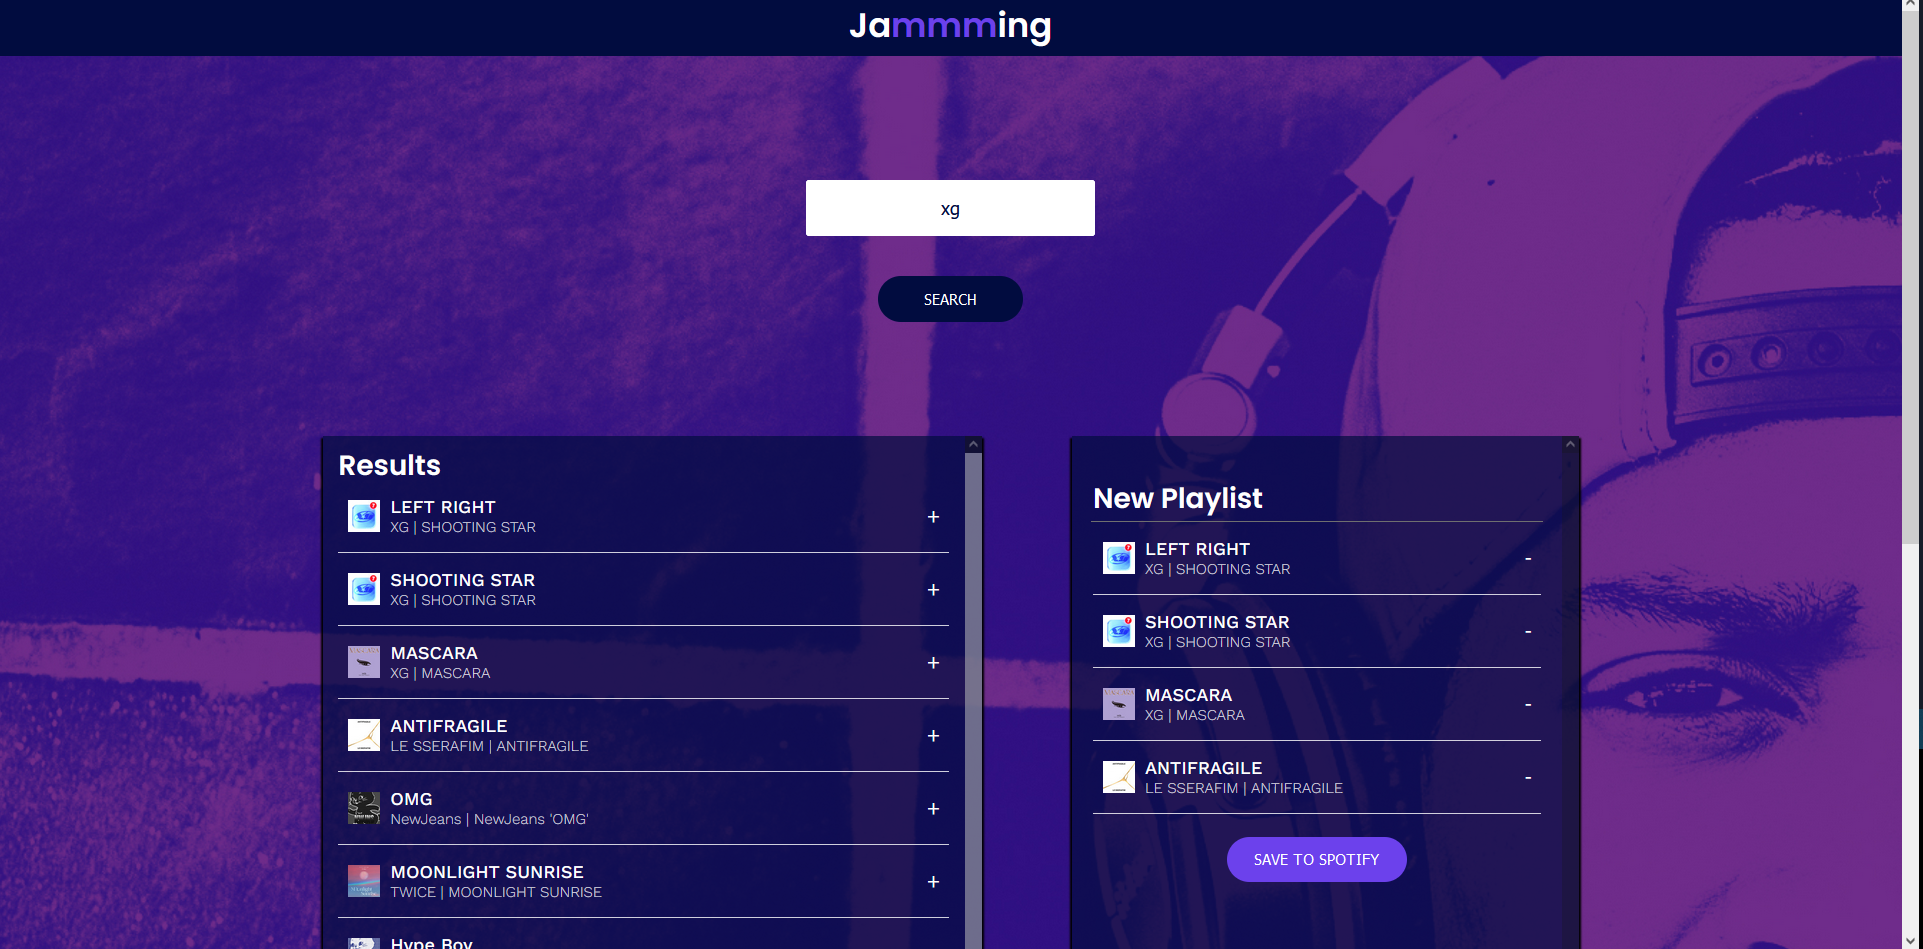 Jammming
xg
SEARCH
Results
LEFT RIGHT
XG | SHOOTING STAR
+
SHOOTING STAR
XG | SHOOTING STAR
+
MASCARA
XG | MASCARA
+
ANTIFRAGILE
LE SSERAFIM | ANTIFRAGILE
+
OMG
NewJeans | NewJeans 'OMG'
+
MOONLIGHT SUNRISE
TWICE | MOONLIGHT SUNRISE
+
Hype Boy
New Playlist
LEFT RIGHT
XG | SHOOTING STAR
-
SHOOTING STAR
XG | SHOOTING STAR
-
MASCARA
XG | MASCARA
-
ANTIFRAGILE
LE SSERAFIM | ANTIFRAGILE
-
SAVE TO SPOTIFY